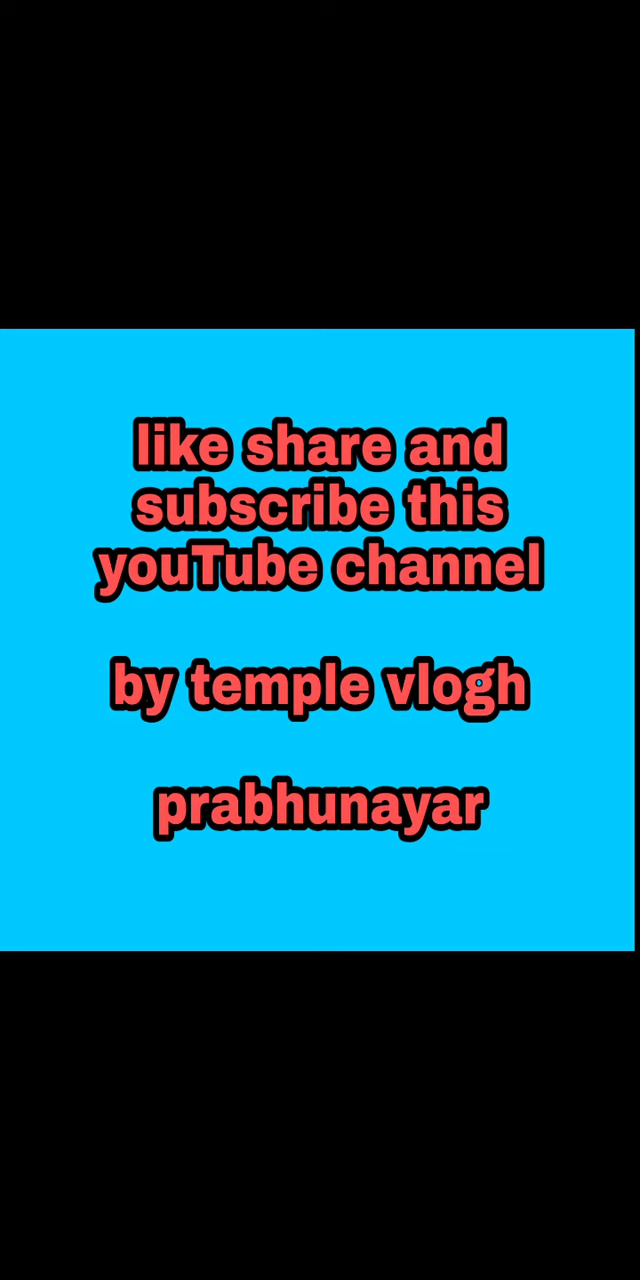 like share and
subscribe this
youTube channel
by temple vlogh
prabhunayar